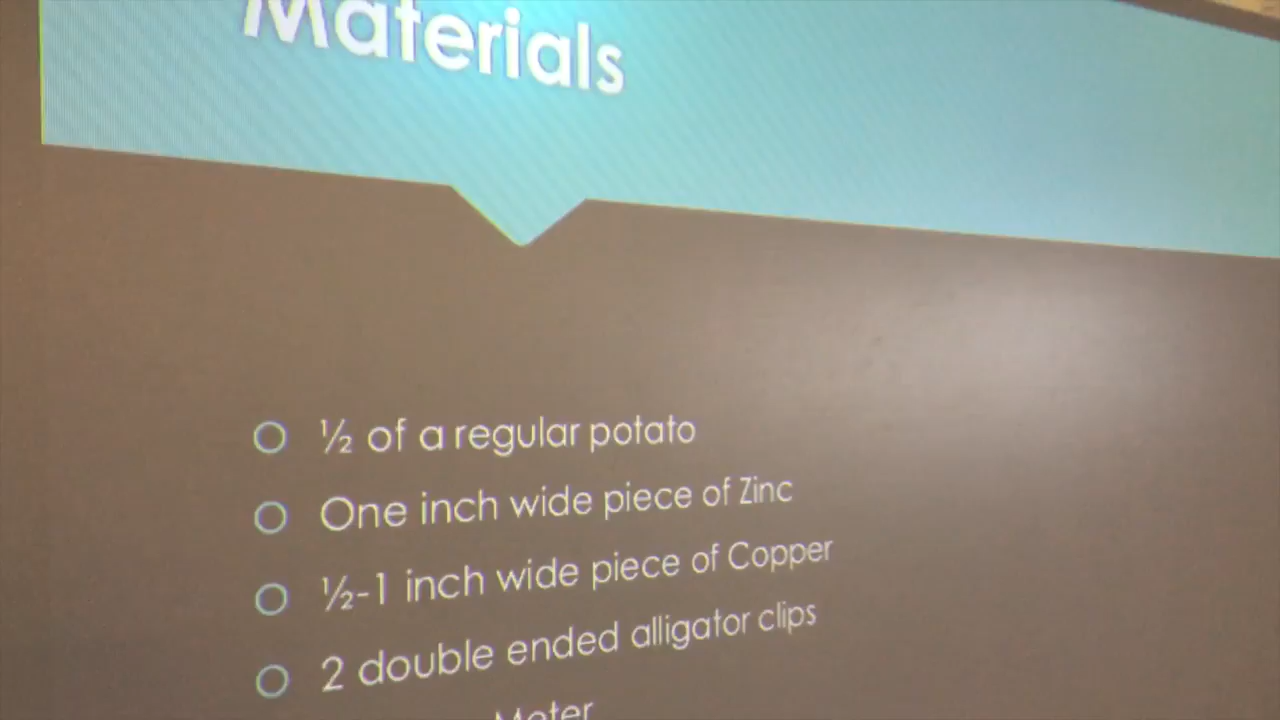 Materials
½ of a regular potato
One inch wide piece of Zinc
½-1 inch wide piece of Copper
2 double ended alligator clips
Meter